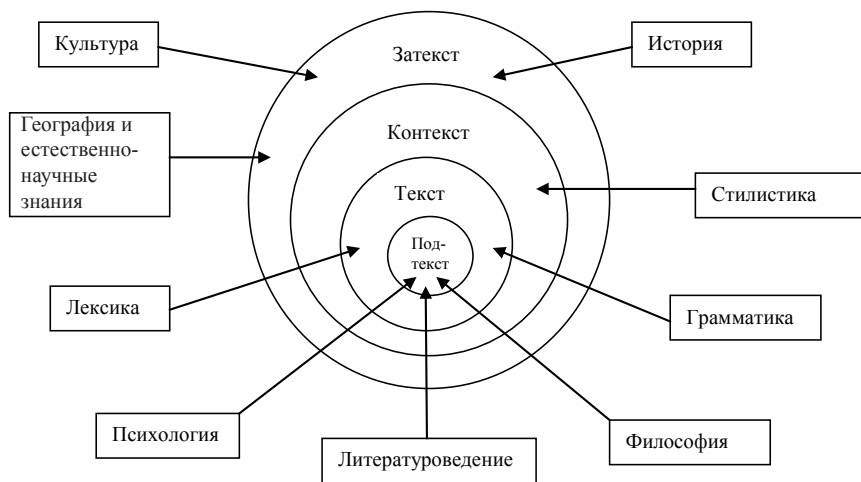 Культура
Затекст
История
География и
естественно-
научные
знания
Контекст
Текст
Стилистика
Под-
текст
Лексика
Грамматика
Психология
Литературоведение
Философия